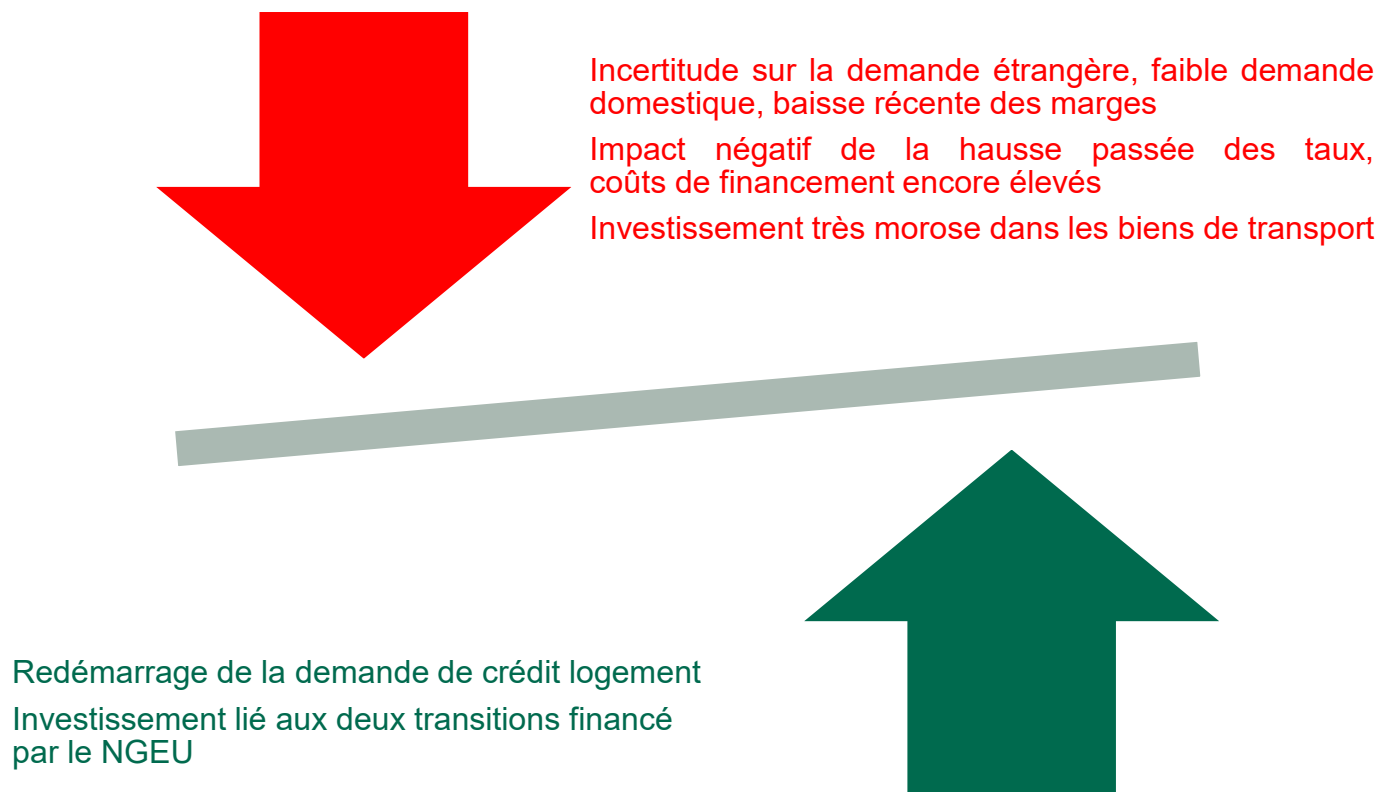 Incertitude sur la demande étrangère, faible demande
domestique, baisse récente des marges
Impact négatif de la hausse passée des taux,
coûts de financement encore élevés
Investissement très morose dans les biens de transport
Redémarrage de la demande de crédit logement
Investissement lié aux deux transitions financé
par le NGEU